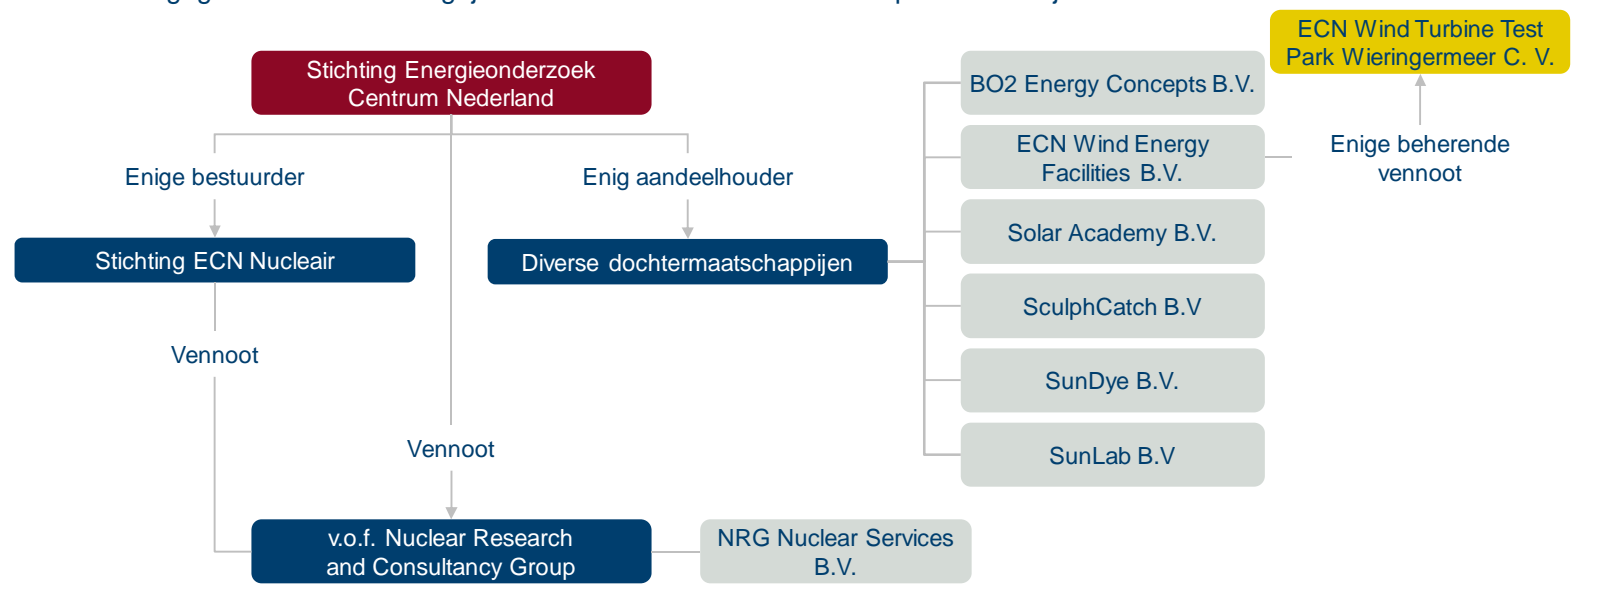 Stichting Energieonderzoek
Centrum Nederland
Enige bestuurder
Enig aandeelhouder
Stichting ECN Nucleair
Diverse dochtermaatschappijen
Vennoot
Vennoot
v.o.f. Nuclear Research
and Consultancy Group
NRG Nuclear Services
B.V.
BO2 Energy Concepts B.V.
ECN Wind Energy
Facilities B.V.
Solar Academy B.V.
SculphCatch B.V
SunDye B.V.
SunLab B.V
ECN Wind Turbine Test
Park Wieringermeer C. V.
Enige beherende
vennoot